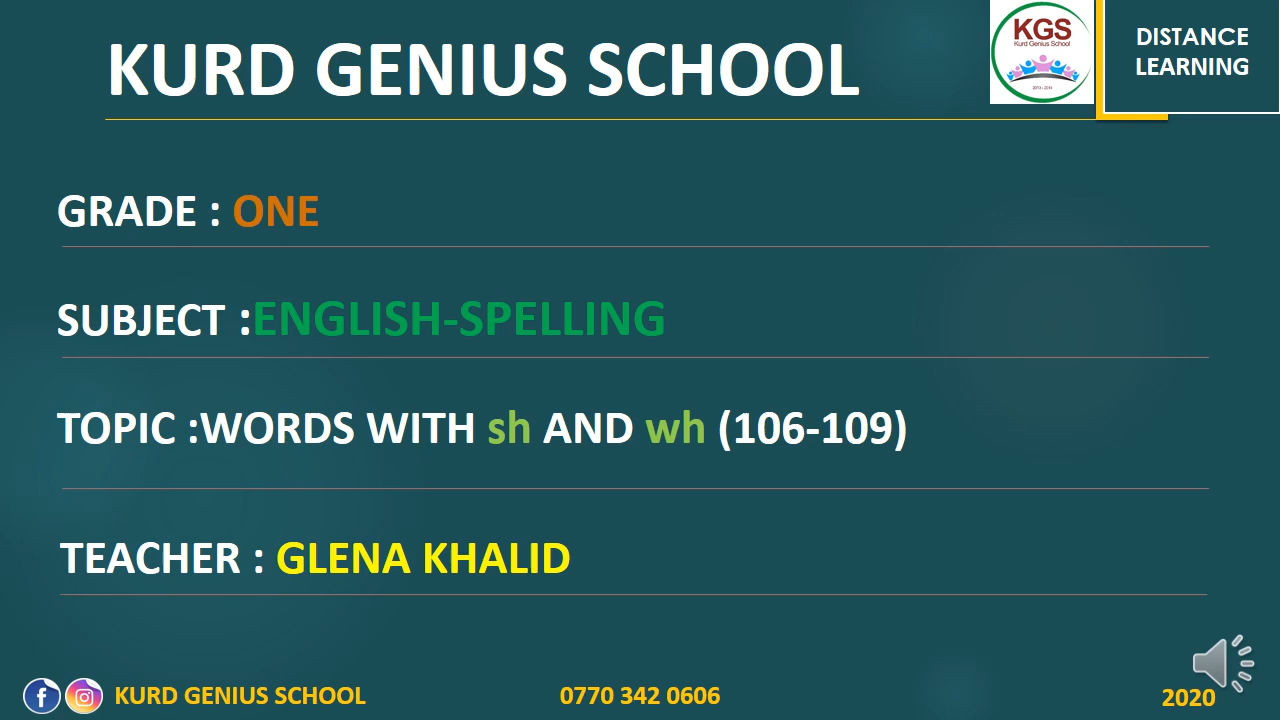 KURD GENIUS SCHOOL
KGS
Kurd Genius School
DISTANCE
LEARNING
GRADE : ONE
SUBJECT :ENGLISH-SPELLING
TOPIC :WORDS WITH sh AND wh (106-109)
TEACHER : GLENA KHALID
KURD GENIUS SCHOOL
0770 342 0606
2020